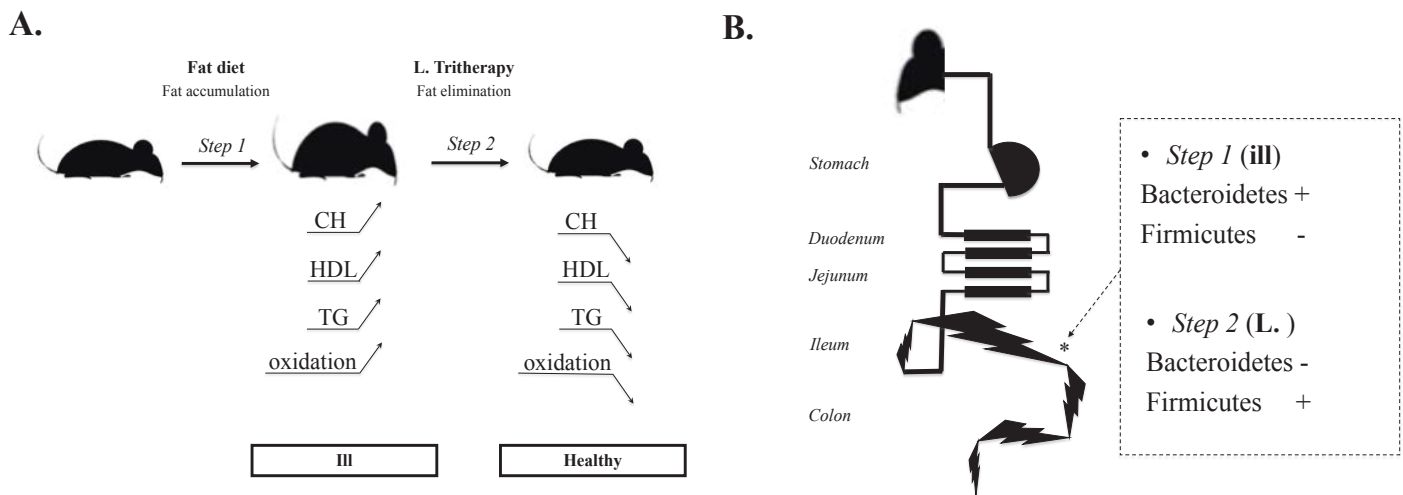 A.
Fat diet
Fat accumulation
Step 1
L. Tritherapy
Fat elimination
Step 2
CH
HDL
TG
oxidation
Ill
CH
HDL
TG
oxidation
Healthy
B.
Stomach
Duodenum
Jejunum
Ileum
Colon
*
• Step 1 (ill)
Bacteroidetes +
Firmicutes -
• Step 2 (L. )
Bacteroidetes -
Firmicutes +